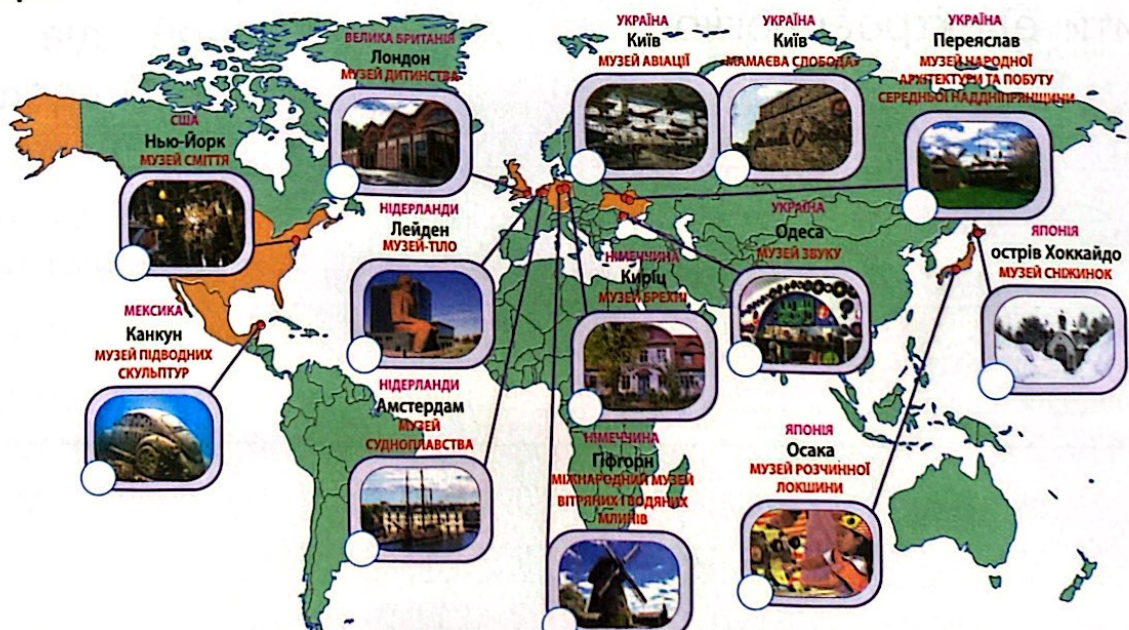 ВЕЛИКА БРИТАНІЯ
Лондон
МУЗЕЙ ДИТИНСТВА
УКРАЇНА
Київ
МУЗЕЙ АВІАЦІЇ
УКРАЇНА
Київ
«МАМАЄВА СЛОБОДА»
УКРАЇНА
Переяслав
МУЗЕЙ НАРОДНОЇ
АРХІТЕКТУРИ ТА ПОБУТУ
СЕРЕДНЬОЇ НАДДНІПРЯНЩИНИ
США
Нью-Йорк
МУЗЕЙ СМІТТЯ
НІДЕРЛАНДИ
Лейден
МУЗЕЙ-ТІЛО
НІМЕЧЧИНА
Киріц
МУЗЕЙ БРЕХНІ
УКРАЇНА
Одеса
МУЗЕЙ ЗВУКУ
ЯПОНІЯ
острів Хоккайдо
МУЗЕЙ СНІЖИНОК
МЕКСИКА
Канкун
МУЗЕЙ ПІДВОДНИХ
СКУЛЬПТУР
НІДЕРЛАНДИ
Амстердам
МУЗЕЙ
СУДНОПЛАВСТВА
НІМЕЧЧИНА
Гіфгорн
МІЖНАРОДНИЙ МУЗЕЙ
ВІТРЯНИХ І ВОДЯНИХ
МЛИНІВ
ЯПОНІЯ
Осака
МУЗЕЙ РОЗЧИННОЇ
ЛОКШИНИ